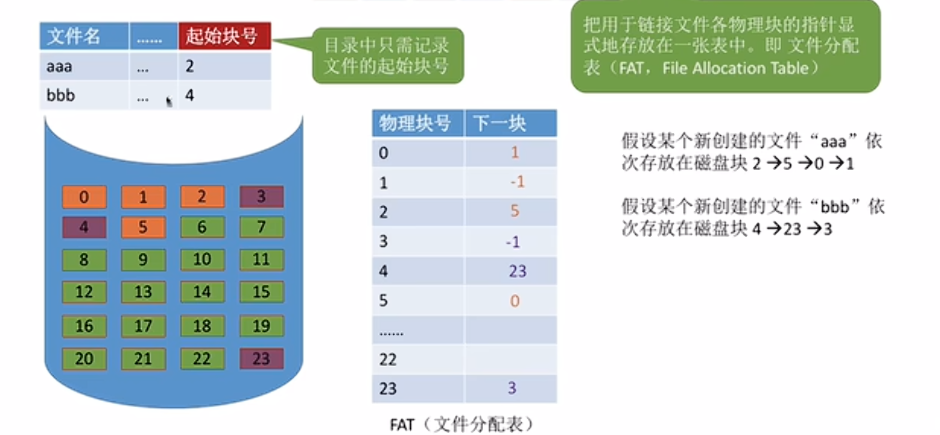 文件名 …… 起始块号
aaa ... 2
bbb ... 4
目录中只需记录
文件的起始块号
把用于链接文件各物理块的指针显
式地存放在一张表中。即 文件分配
表（FAT，File Allocation Table）
0 1 2 3
4 5 6 7
8 9 10 11
12 13 14 15
16 17 18 19
20 21 22 23
物理块号 下一块
0 1
1 -1
2 5
3 -1
4 23
5 0
......
22
23 3
FAT（文件分配表）
假设某个新创建的文件“aaa”依
次存放在磁盘块 2→5→0→1
假设某个新创建的文件“bbb”依
次存放在磁盘块 4→23→3